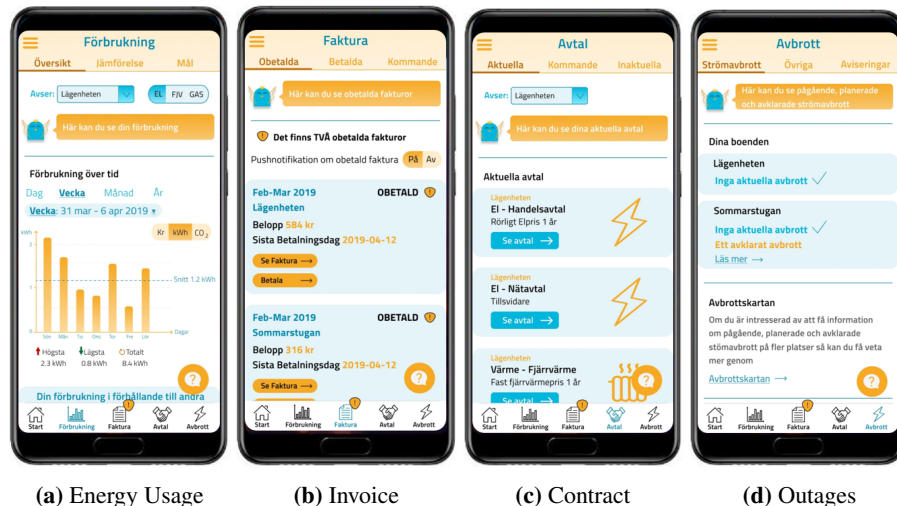 Förbrukning
Översikt Jämförelse Mål
Avser: Lägenheten EL FJV GAS
Här kan du se din förbrukning
Förbrukning över tid
Dag Vecka Månad År
Vecka: 31 mar - 6 apr 2019
Kr kWh CO2
kWh
2
Snitt 1.2 kWh
1
0
Sön Mån Tis Ons Tor Fre Lör
Dagar
Högsta Lägsta Totalt
2.3 kWh 0.8 kWh 8.4 kWh
Din förbrukning i förhållande till andra
Start Förbrukning Faktura Avtal Avbrott
(a) Energy Usage
Faktura
Obetalda Betalda Kommande
Här kan du se obetalda fakturor
Det finns TVÅ obetalda fakturor
Pushnotifikation om obetald faktura På Av
Feb-Mar 2019 OBETALD
Lägenheten
Belopp 584 kr
Sista Betalningsdag 2019-04-12
Se Faktura →
Betala →
Feb-Mar 2019 OBETALD
Sommarstugan
Belopp 316 kr
Sista Betalningsdag 2019-04-12
Se Faktura →
Start Förbrukning Faktura Avtal Avbrott
(b) Invoice
Avtal
Aktuella Kommande Inaktuella
Avser: Lägenheten
Här kan du se dina aktuella avtal
Aktuella avtal
Lägenheten
El - Handelsavtal
Rörligt Elpris 1 år
Se avtal →
Lägenheten
El - Nätavtal
Tillsvidare
Se avtal →
Lägenheten
Värme - Fjärrvärme
Fast fjärrvärmepris 1 år
Se avtal →
Start Förbrukning Faktura Avtal Avbrott
(c) Contract
Avbrott
Strömavbrott Övriga Aviseringar
Här kan du se pågående, planerade
och avklarade strömavbrott
Dina boenden
Lägenheten
Inga aktuella avbrott
Sommarstugan
Inga aktuella avbrott
Ett avklarat avbrott
Läs mer →
Avbrottskartan
Om du är intresserad av att få information
om pågående, planerade och avklarade
stömavbrott på fler platser så kan du få veta
mer genom
Avbrottskartan →
Start Förbrukning Faktura Avtal Avbrott
(d) Outages